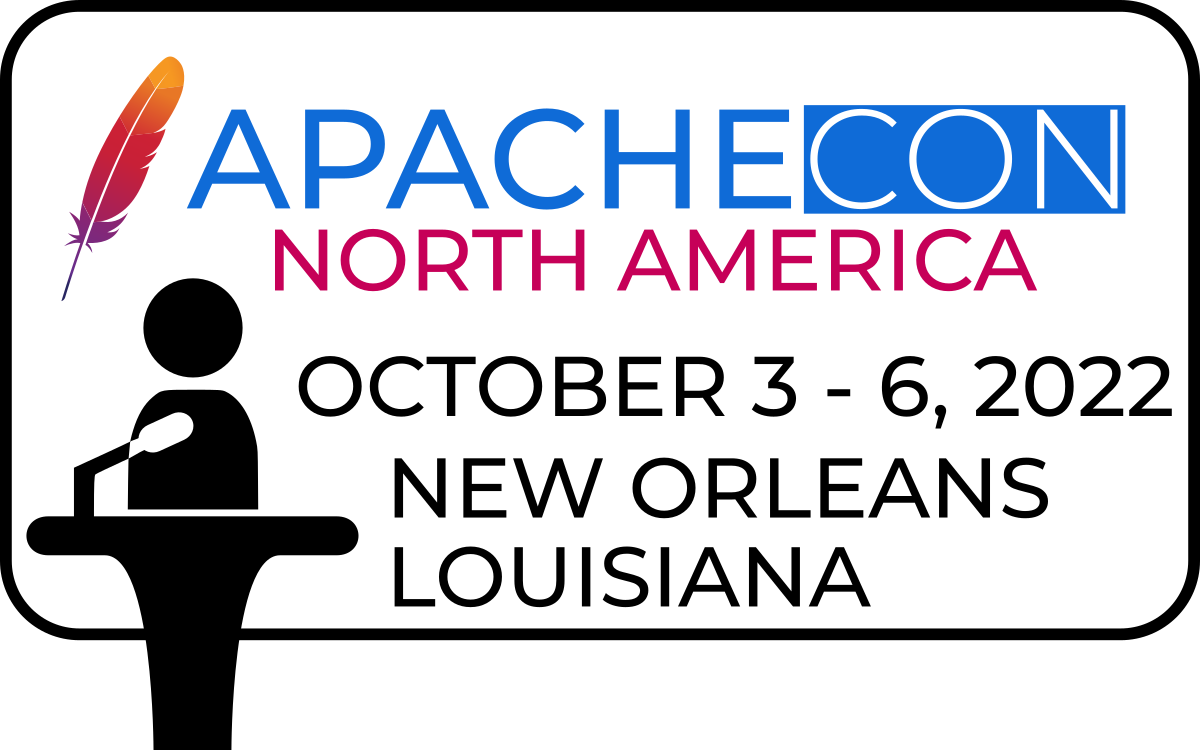 APACHECON
NORTH AMERICA
OCTOBER 3 - 6, 2022
NEW ORLEANS
LOUISIANA